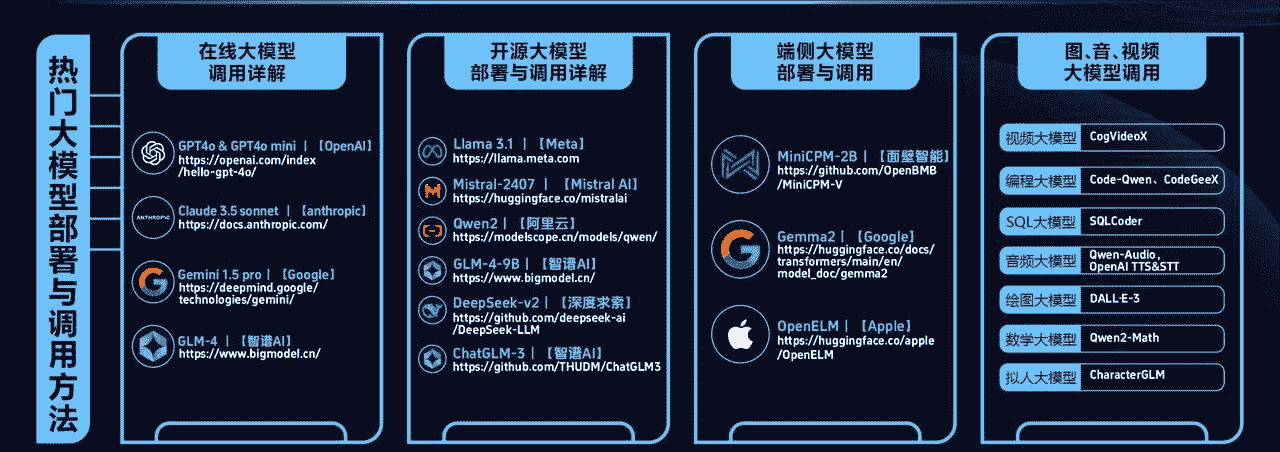 热门大模型部署与调用方法
在线大模型
调用详解
GPT4o & GPT4o mini | 【OpenAI】
https://openai.com/index
/hello-gpt-4o/
ANTHROPIC
Claude 3.5 sonnet | 【anthropic】
https://docs.anthropic.com/
Gemini 1.5 pro | 【Google】
https://deepmind.google/
technologies/gemini/
GLM-4 | 【智谱AI】
https://www.bigmodel.cn/
开源大模型
部署与调用详解
Llama 3.1 | 【Meta】
https://llama.meta.com
Mistral-2407 | 【Mistral AI】
https://huggingface.co/mistralai
Qwen2 | 【阿里云】
https://modelscope.cn/models/qwen/
GLM-4-9B | 【智谱AI】
https://www.bigmodel.cn/
DeepSeek-v2 | 【深度求索】
https://github.com/deepseek-ai
/DeepSeek-LLM
ChatGLM-3 | 【智谱AI】
https://github.com/THUDM/ChatGLM3
端侧大模型
部署与调用
MiniCPM-2B | 【面壁智能】
https://github.com/OpenBMB
/MiniCPM-V
Gemma2 | 【Google】
https://huggingface.co/docs/
transformers/main/en/
model_doc/gemma2
OpenELM | 【Apple】
https://huggingface.co/apple
/OpenELM
图、音、视频
大模型调用
视频大模型 CogVideoX
编程大模型 Code-Qwen、CodeGeeX
SQL大模型 SQLCoder
音频大模型 Qwen-Audio,
OpenAI TTS&STT
绘图大模型 DALL·E-3
数学大模型 Qwen2-Math
拟人大模型 CharacterGLM